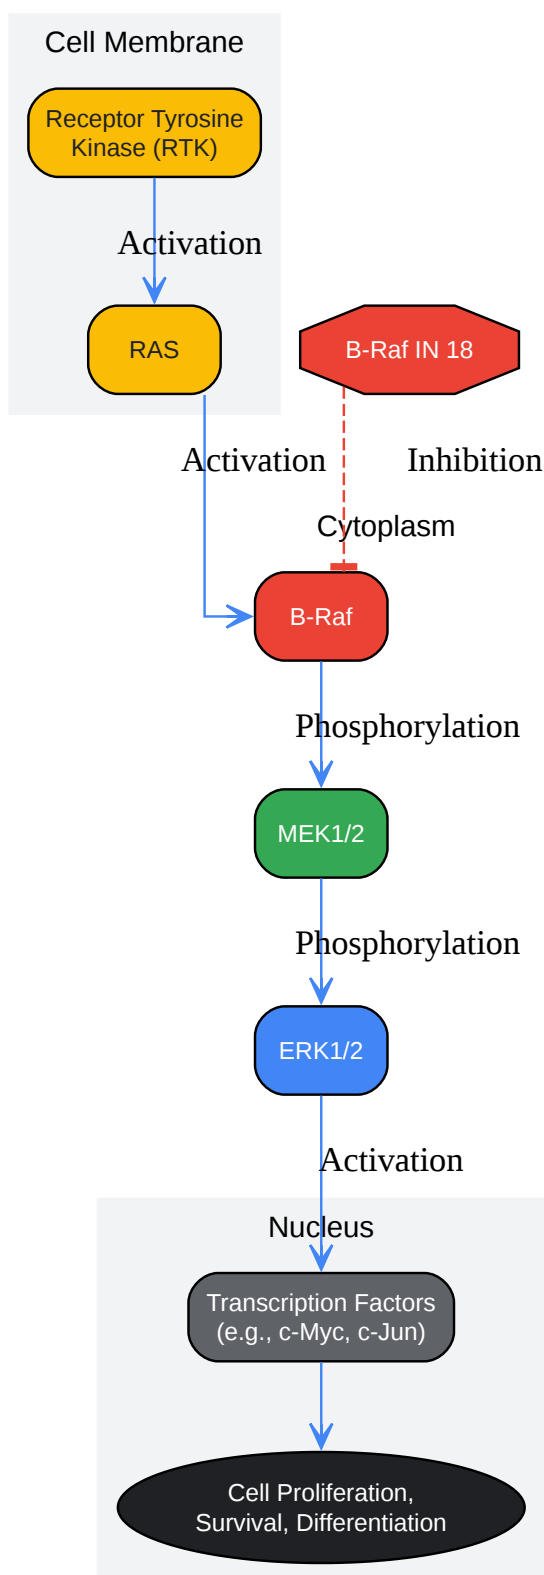 Cell Membrane
Receptor Tyrosine
Kinase (RTK)
Activation
RAS
B-Raf IN 18
Activation
Inhibition
Cytoplasm
B-Raf
Phosphorylation
MEK1/2
Phosphorylation
ERK1/2
Activation
Nucleus
Transcription Factors
(e.g., c-Myc, c-Jun)
Cell Proliferation,
Survival, Differentiation